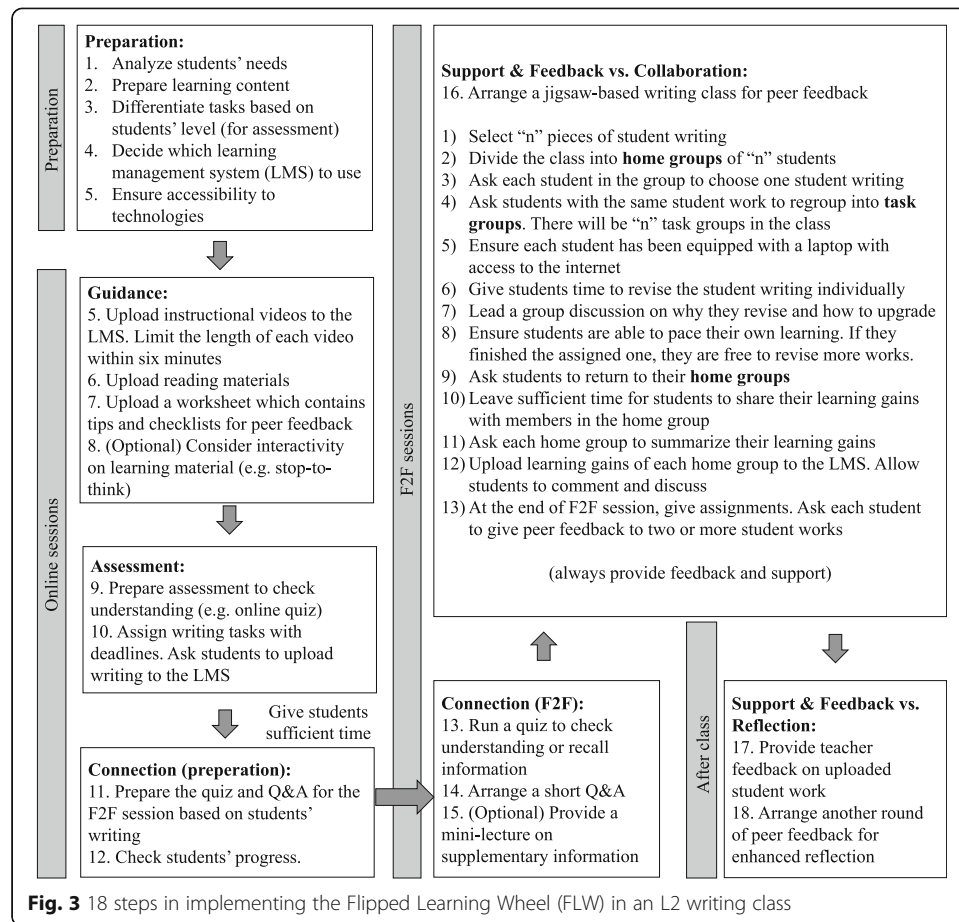 Preparation
Preparation:
1. Analyze students' needs
2. Prepare learning content
3. Differentiate tasks based on
students' level (for assessment)
4. Decide which learning
management system (LMS) to use
5. Ensure accessibility to
technologies
Online sessions
Guidance:
5. Upload instructional videos to the
LMS. Limit the length of each video
within six minutes
6. Upload reading materials
7. Upload a worksheet which contains
tips and checklists for peer feedback
8. (Optional) Consider interactivity
on learning material (e.g. stop-to-
think)
Assessment:
9. Prepare assessment to check
understanding (e.g. online quiz)
10. Assign writing tasks with
deadlines. Ask students to upload
writing to the LMS
Give students
sufficient time
Connection (preperation):
11. Prepare the quiz and Q&A for the
F2F session based on students'
writing
12. Check students' progress.
F2F sessions
Connection (F2F):
13. Run a quiz to check
understanding or recall
information
14. Arrange a short Q&A
15. (Optional) Provide a
mini-lecture on
supplementary information
Support & Feedback vs. Collaboration:
16. Arrange a jigsaw-based writing class for peer feedback
1) Select "n" pieces of student writing
2) Divide the class into home groups of "n" students
3) Ask each student in the group to choose one student writing
4) Ask students with the same student work to regroup into task
groups. There will be "n" task groups in the class
5) Ensure each student has been equipped with a laptop with
access to the internet
6) Give students time to revise the student writing individually
7) Lead a group discussion on why they revise and how to upgrade
8) Ensure students are able to pace their own learning. If they
finished the assigned one, they are free to revise more works.
9) Ask students to return to their home groups
10) Leave sufficient time for students to share their learning gains
with members in the home group
11) Ask each home group to summarize their learning gains
12) Upload learning gains of each home group to the LMS. Allow
students to comment and discuss
13) At the end of F2F session, give assignments. Ask each student
to give peer feedback to two or more student works
(always provide feedback and support)
After class
Support & Feedback vs.
Reflection:
17. Provide teacher
feedback on uploaded
student work
18. Arrange another round
of peer feedback for
enhanced reflection
Fig. 3 18 steps in implementing the Flipped Learning Wheel (FLW) in an L2 writing class